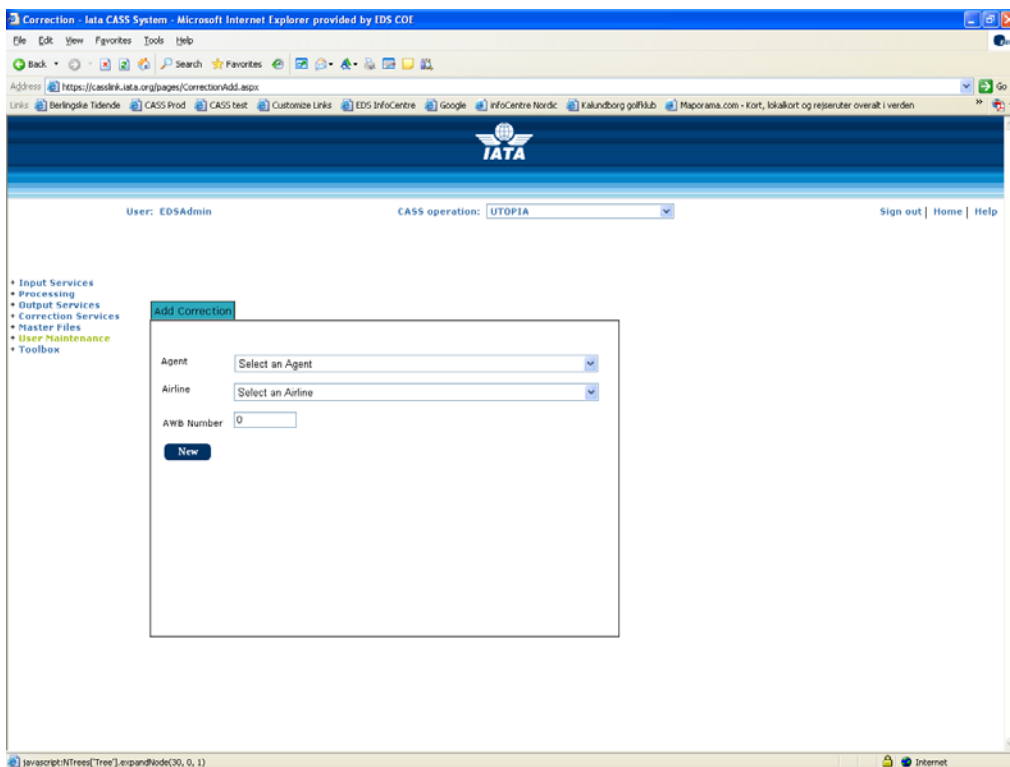 Correction - Iata CASS System - Microsoft Internet Explorer provided by EDS COE
File Edit View Favorites Tools Help
Back Search Favorites
Address https://casslink.iata.org/pages/CorrectionAdd.aspx Go
Links Berlingske Tidende CASS Prod CASS test Customize Links EDS InfoCentre Google infoCentre Nordic Kalundborg golfklub Maporama.com - Kort, lokalkort og rejseruter overalt i verden »
IATA
User: EDSAdmin CASS operation: UTOPIA Sign out | Home | Help
Input Services
Processing
Output Services
Correction Services
Master Files
User Maintenance
Toolbox
Add Correction
Agent Select an Agent
Airline Select an Airline
AWB Number 0
New
javascript:NTrees['Tree'].expandNode(30, 0, 1) Internet